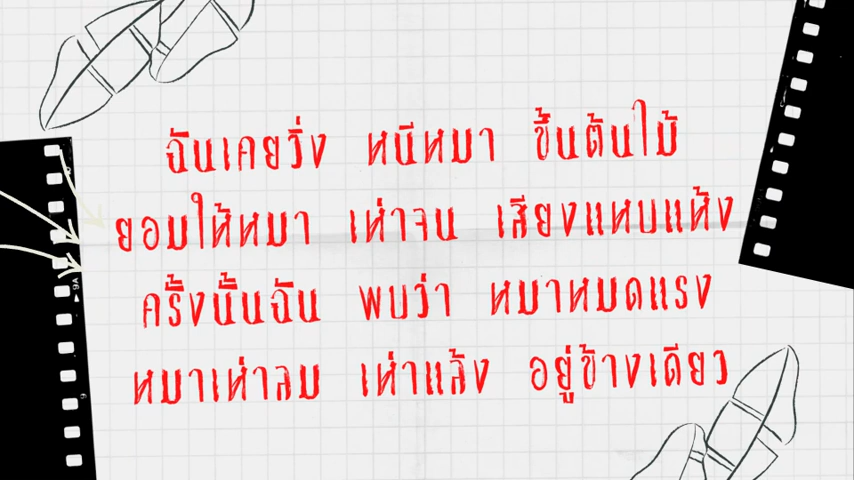 ฉันเคยวิ่ง หนีหมา ขึ้นต้นไม้
ยอมให้หมา เห่าจน เสียงแหบแห้ง
ครั้งนั้นฉัน พบว่า หมาหมดแรง
หมาเห่าลม เห่าแล้ง อยู่ข้างเดียว